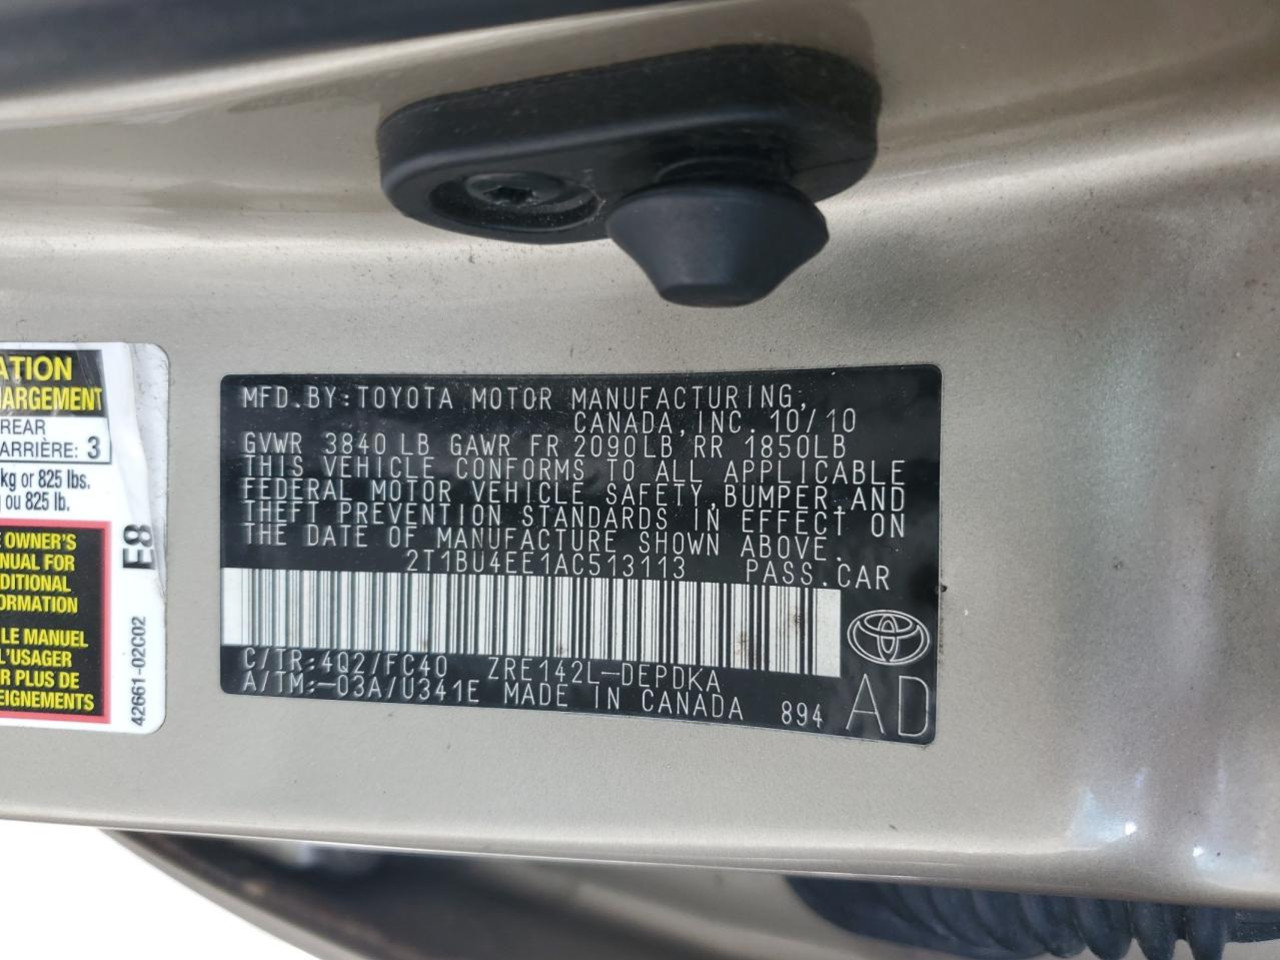 ATION
HARGEMENT
REAR
ARRIÈRE: 3
kg or 825 lbs.
ou 825 lb.
OWNER'S
NUAL FOR
DITIONAL
ORMATION
LE MANUEL
L'USAGER
R PLUS DE
EIGNEMENTS
E8
42661-02C02
MFD. BY: TOYOTA MOTOR MANUFACTURING,
CANADA, INC. 10/10
GVWR 3840 LB GAWR FR 2090LB, RR 1850LB
THIS VEHICLE CONFORMS TO ALL APPLICABLE
FEDERAL MOTOR VEHICLE SAFETY, BUMPER, AND
THEFT PREVENTION STANDARDS IN EFFECT ON
THE DATE OF MANUFACTURE SHOWN ABOVE.
2T1BU4EE1AC513113 PASS. CAR
C/TR: 4Q2/FC40 ZRE142L-DEPDKA
A/TM: -03A/U341E MADE IN CANADA 894
AD